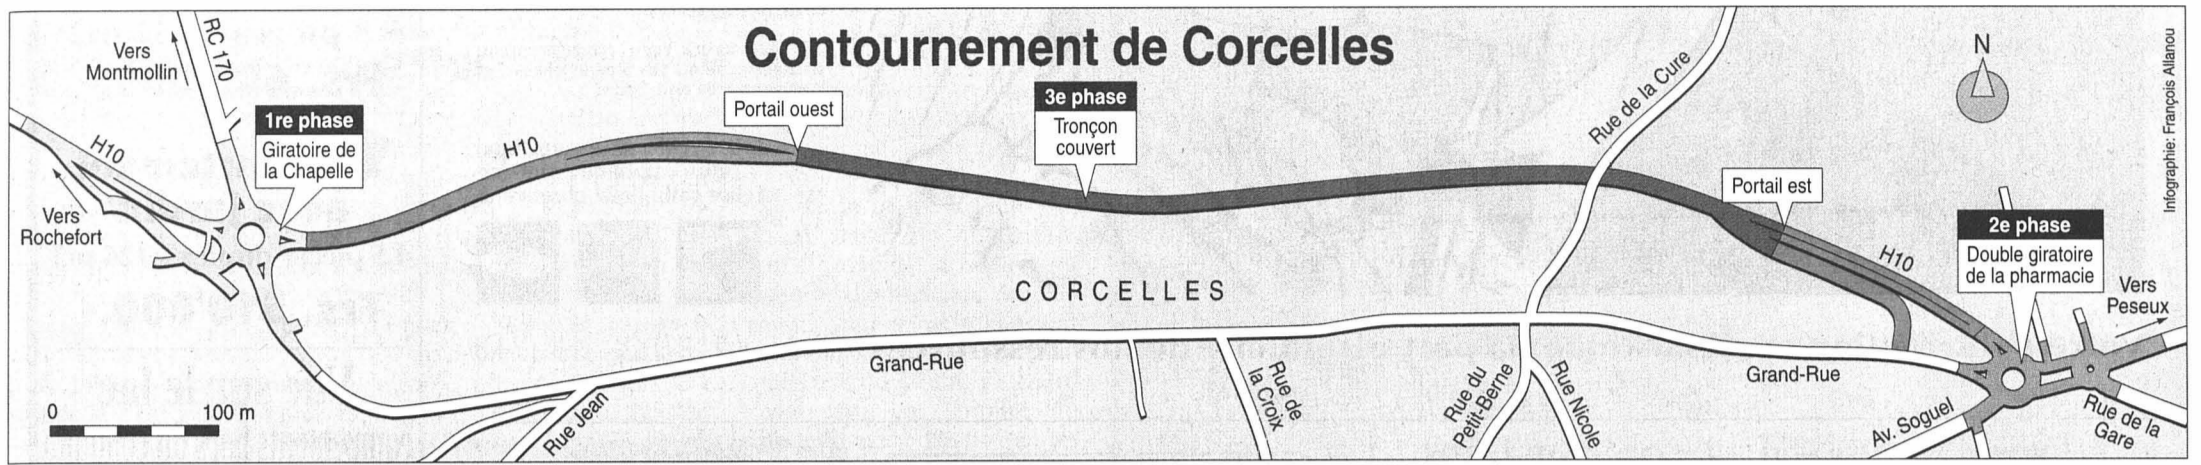 Contournement de Corcelles
Vers
Montmollin
RC 170
H10
Vers
Rochefort
1re phase
Giratoire de
la Chapelle
H10
Portail ouest
3e phase
Tronçon
couvert
Rue de la Cure
N
Portail est
H10
2e phase
Double giratoire
de la pharmacie
Vers
Peseux
CORCELLES
Grand-Rue
Rue Jean
Rue de
la Croix
Rue du
Petit-Berne
Rue Nicole
Grand-Rue
Av. Soguel
Rue de la
Gare
0 100 m
Infographie: François Allanou